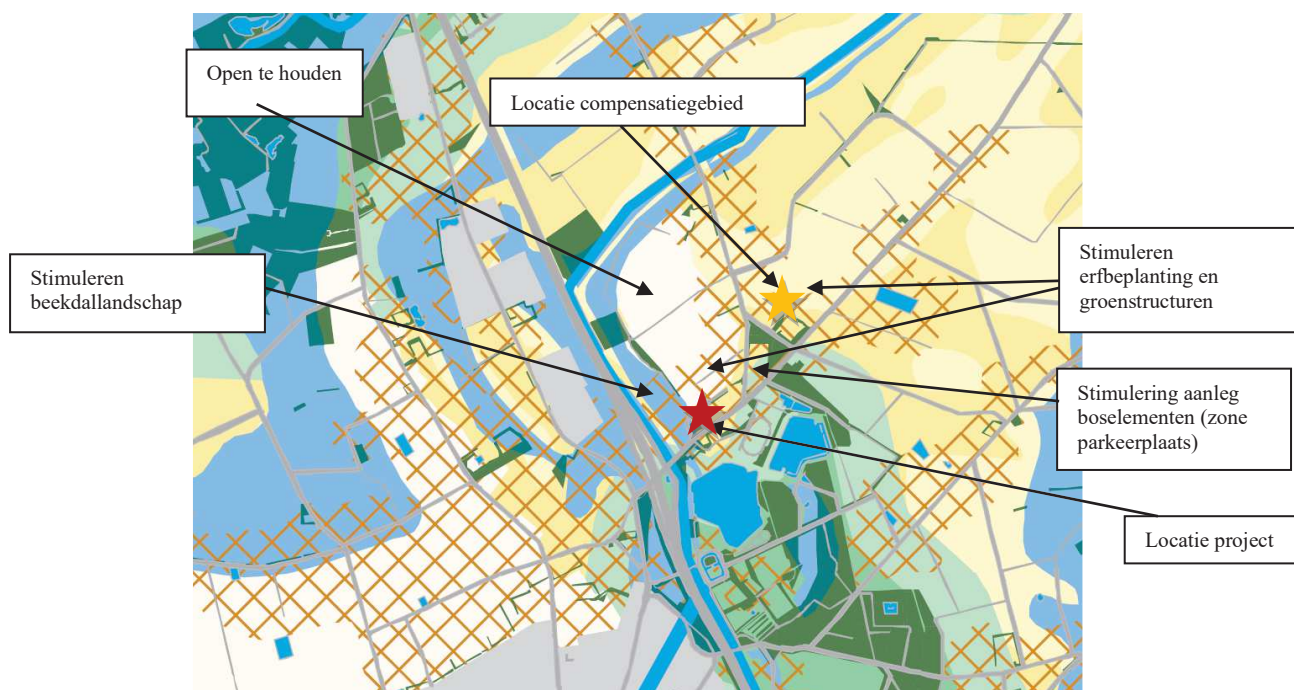 Open te houden
Locatie compensatiegebied
Stimuleren
beekdallandschap
Stimuleren
erfbeplanting en
groenstructuren
Stimulering aanleg
boselementen (zone
parkeerplaats)
Locatie project